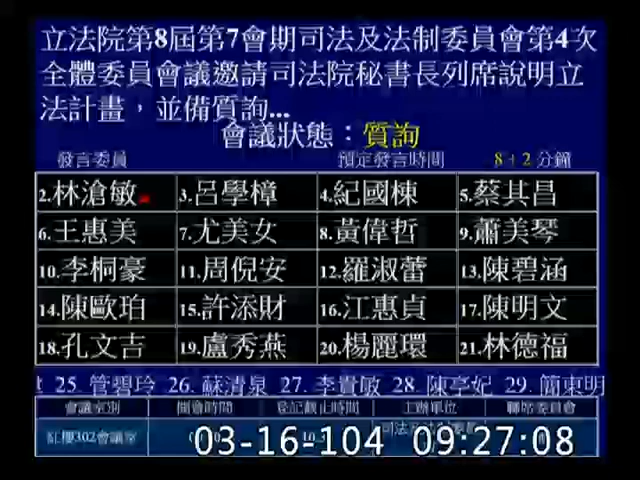 立法院第8屆第7會期司法及法制委員會第4次
全體委員會議邀請司法院秘書長列席說明立
法計畫，並備質詢...
會議狀態：質詢
發言委員 預定發言時間 8+2 分鐘
2.林滄敏 3.呂學樟 4.紀國棟 5.蔡其昌
6.王惠美 7.尤美女 8.黃偉哲 9.蕭美琴
10.李桐豪 11.周倪安 12.羅淑蕾 13.陳碧涵
14.陳歐珀 15.許添財 16.江惠貞 17.陳明文
18.孔文吉 19.盧秀燕 20.楊麗環 21.林德福
25. 管碧玲 26. 蘇清泉 27. 李貴敏 28. 陳亭妃 29. 簡東明
會議室別 開會時間 登記截止時間 主辦單位 聯席委員會
紅樓302會議室
03-16-104 09:27:08